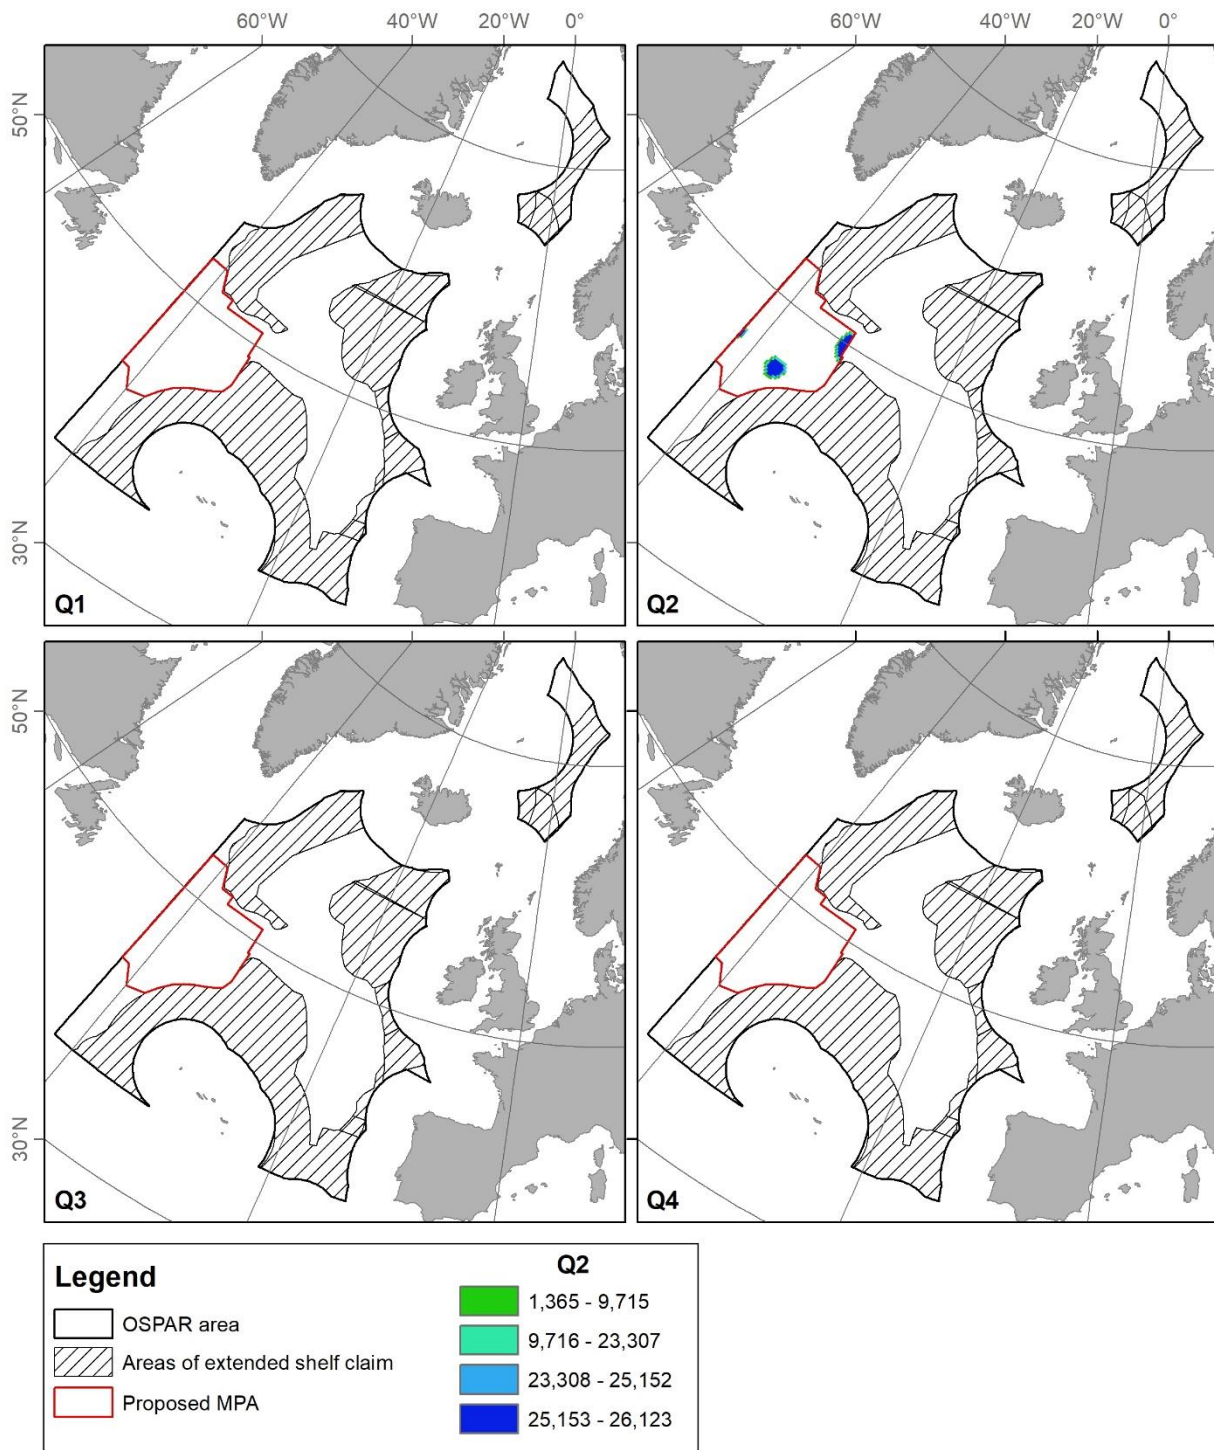 60°W 40°W 20°W 0° 60°W 40°W 20°W 0°
50°N
30°N
Q1 Q2
50°N
30°N
Q3 Q4
Legend
OSPAR area
Areas of extended shelf claim
Proposed MPA
Q2
1,365 - 9,715
9,716 - 23,307
23,308 - 25,152
25,153 - 26,123